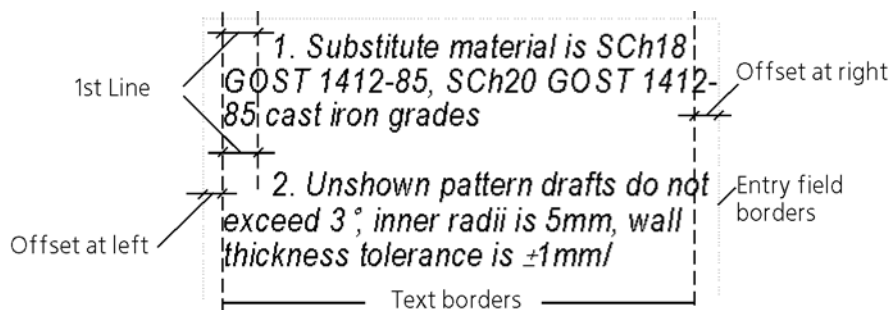 1. Substitute material is SCh18
GOST 1412-85, SCh20 GOST 1412-
85 cast iron grades
2. Unshown pattern drafts do not
exceed 3°, inner radii is 5mm, wall
thickness tolerance is ±1mm/
1st Line
Offset at right
Offset at left
Entry field
borders
Text borders